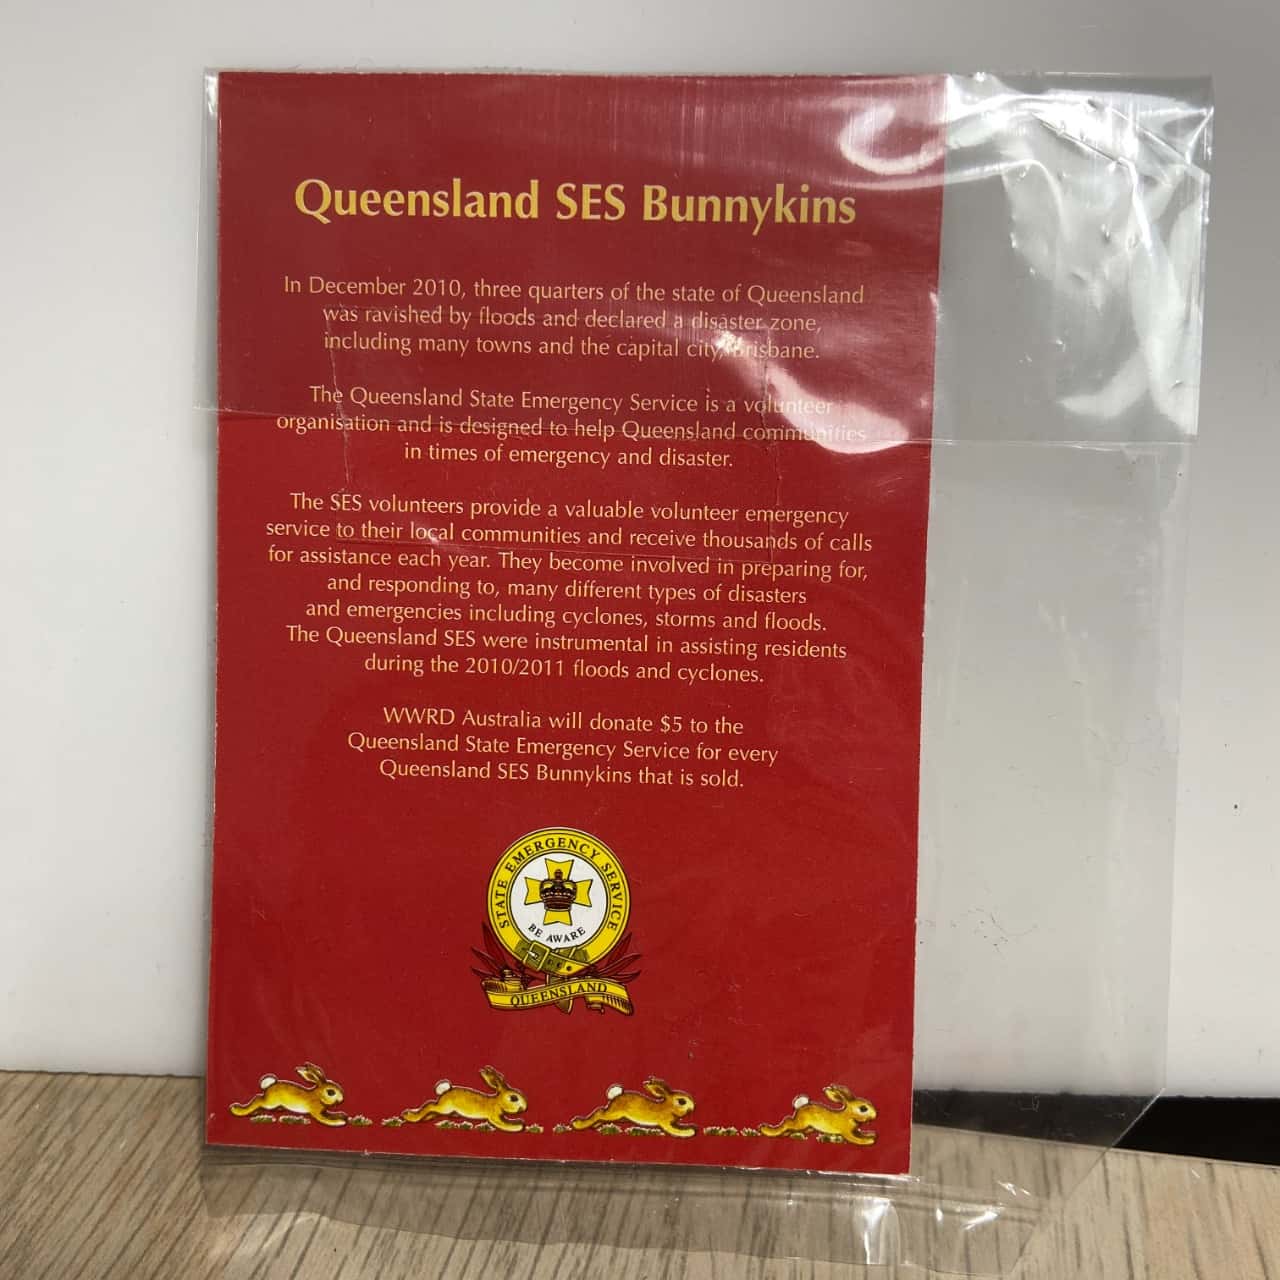 Queensland SES Bunnykins
In December 2010, three quarters of the state of Queensland
was ravished by floods and declared a disaster zone,
including many towns and the capital city, Brisbane.
The Queensland State Emergency Service is a volunteer
organisation and is designed to help Queensland communities
in times of emergency and disaster.
The SES volunteers provide a valuable volunteer emergency
service to their local communities and receive thousands of calls
for assistance each year. They become involved in preparing for,
and responding to, many different types of disasters
and emergencies including cyclones, storms and floods.
The Queensland SES were instrumental in assisting residents
during the 2010/2011 floods and cyclones.
WWRD Australia will donate $5 to the
Queensland State Emergency Service for every
Queensland SES Bunnykins that is sold.
STATE EMERGENCY SERVICE
BE AWARE
QUEENSLAND